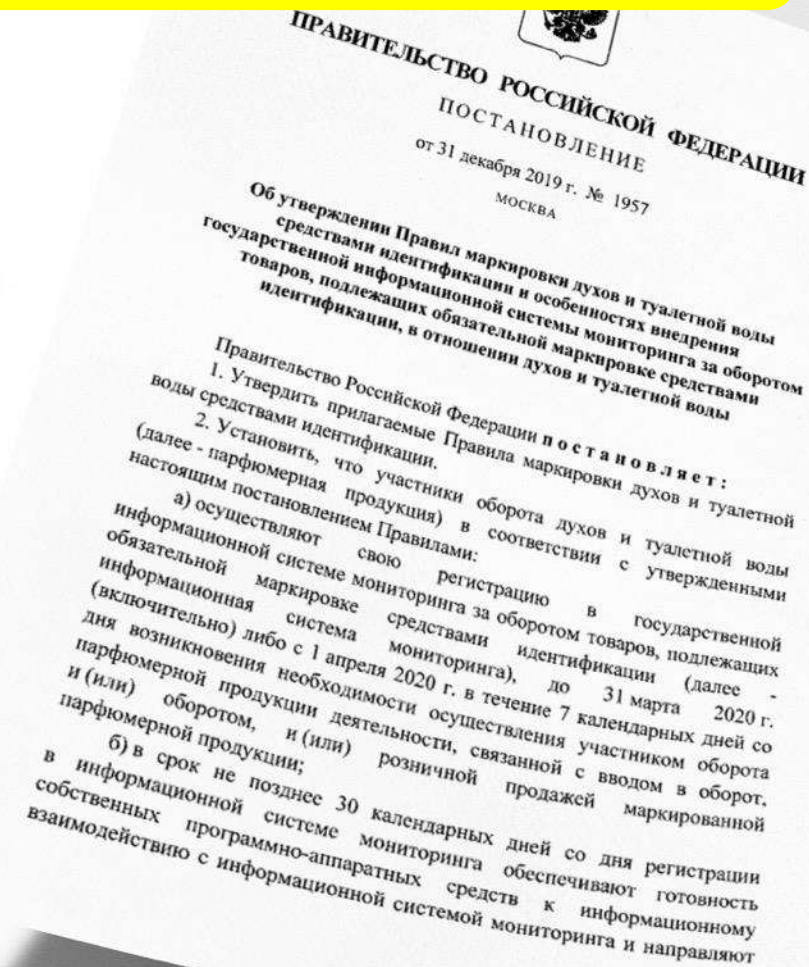 ПРАВИТЕЛЬСТВО РОССИЙСКОЙ ФЕДЕРАЦИИ
ПОСТАНОВЛЕНИЕ
от 31 декабря 2019 г. № 1957
МОСКВА
Об утверждении Правил маркировки духов и туалетной воды
средствами идентификации и особенностях внедрения
государственной информационной системы мониторинга за оборотом
товаров, подлежащих обязательной маркировке средствами
идентификации, в отношении духов и туалетной воды
Правительство Российской Федерации постановляет:
1. Утвердить прилагаемые Правила маркировки духов и туалетной
воды средствами идентификации.
2. Установить, что участники оборота духов и туалетной воды
(далее - парфюмерная продукция) в соответствии с утвержденными
настоящим постановлением Правилами:
а) осуществляют свою регистрацию в государственной
информационной системе мониторинга за оборотом товаров, подлежащих
обязательной маркировке средствами идентификации (далее -
информационная система мониторинга), до 31 марта 2020 г.
(включительно) либо с 1 апреля 2020 г. в течение 7 календарных дней со
дня возникновения необходимости осуществления участником оборота
парфюмерной продукции деятельности, связанной с вводом в оборот,
и (или) оборотом, и (или) розничной продажей маркированной
парфюмерной продукции;
б) в срок не позднее 30 календарных дней со дня регистрации
в информационной системе мониторинга обеспечивают готовность
собственных программно-аппаратных средств к информационному
взаимодействию с информационной системой мониторинга и направляют